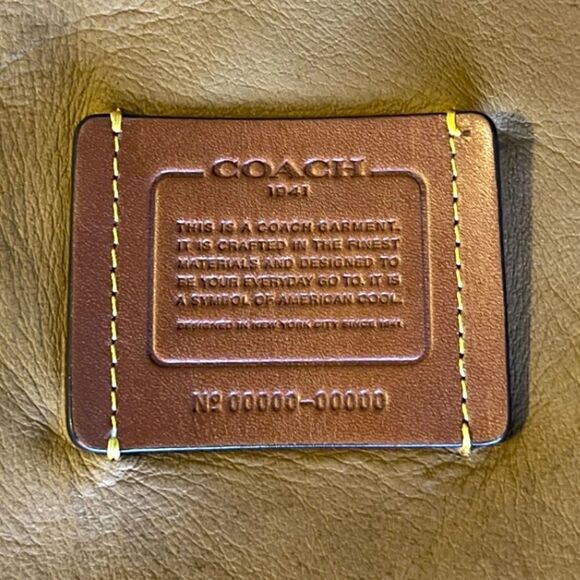 COACH
1941
THIS IS A COACH GARMENT.
IT IS CRAFTED IN THE FINEST
MATERIALS AND DESIGNED TO
BE YOUR EVERYDAY GO TO. IT IS
A SYMBOL OF AMERICAN COOL.
DESIGNED IN NEW YORK CITY SINCE 1941
Nº 00000-00000